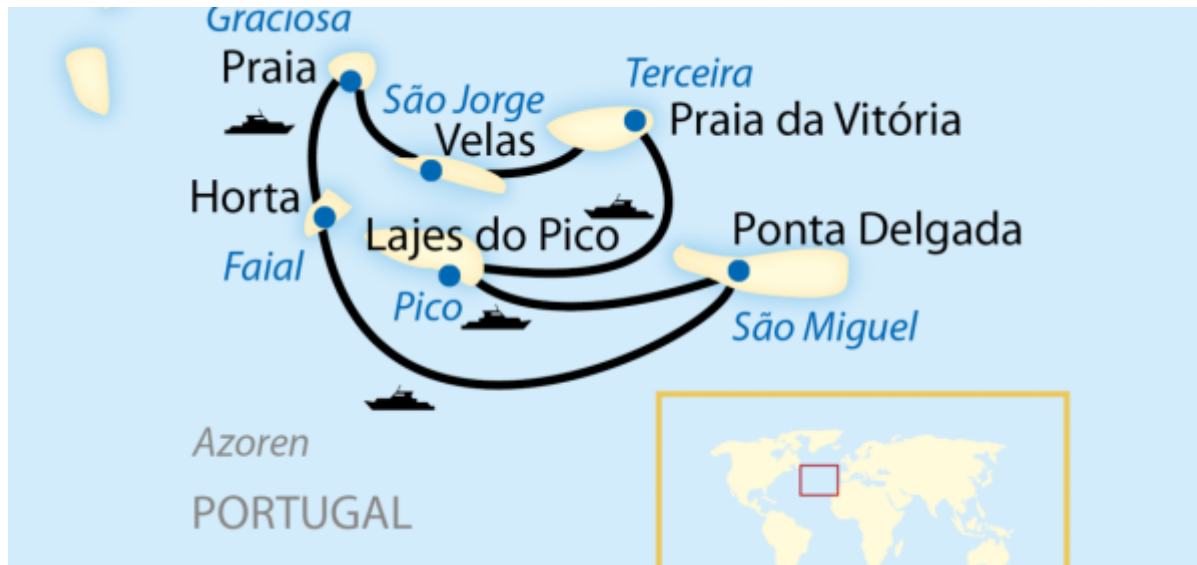 Graciosa
Praia
São Jorge
Terceira
Velas
Praia da Vitória
Horta
Lajes do Pico
Ponta Delgada
Faial
Pico
São Miguel
Azoren
PORTUGAL